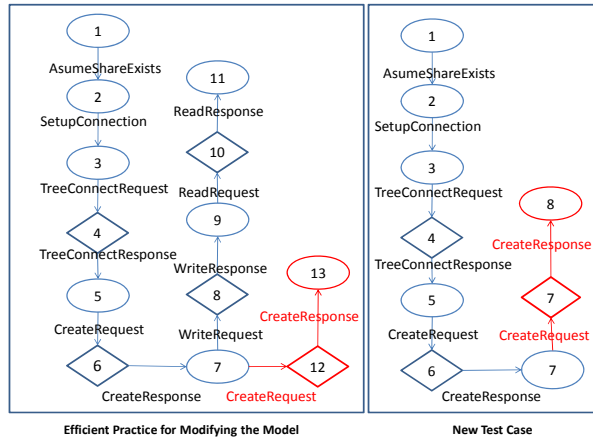 1
AsumeShareExists
2
SetupConnection
3
TreeConnectRequest
4
TreeConnectResponse
5
CreateRequest
6
CreateResponse
7
WriteRequest
8
WriteResponse
9
ReadRequest
10
ReadResponse
11
CreateRequest
12
CreateResponse
13
Efficient Practice for Modifying the Model
1
AsumeShareExists
2
SetupConnection
3
TreeConnectRequest
4
TreeConnectResponse
5
CreateRequest
6
CreateResponse
7
CreateRequest
7
CreateResponse
8
New Test Case